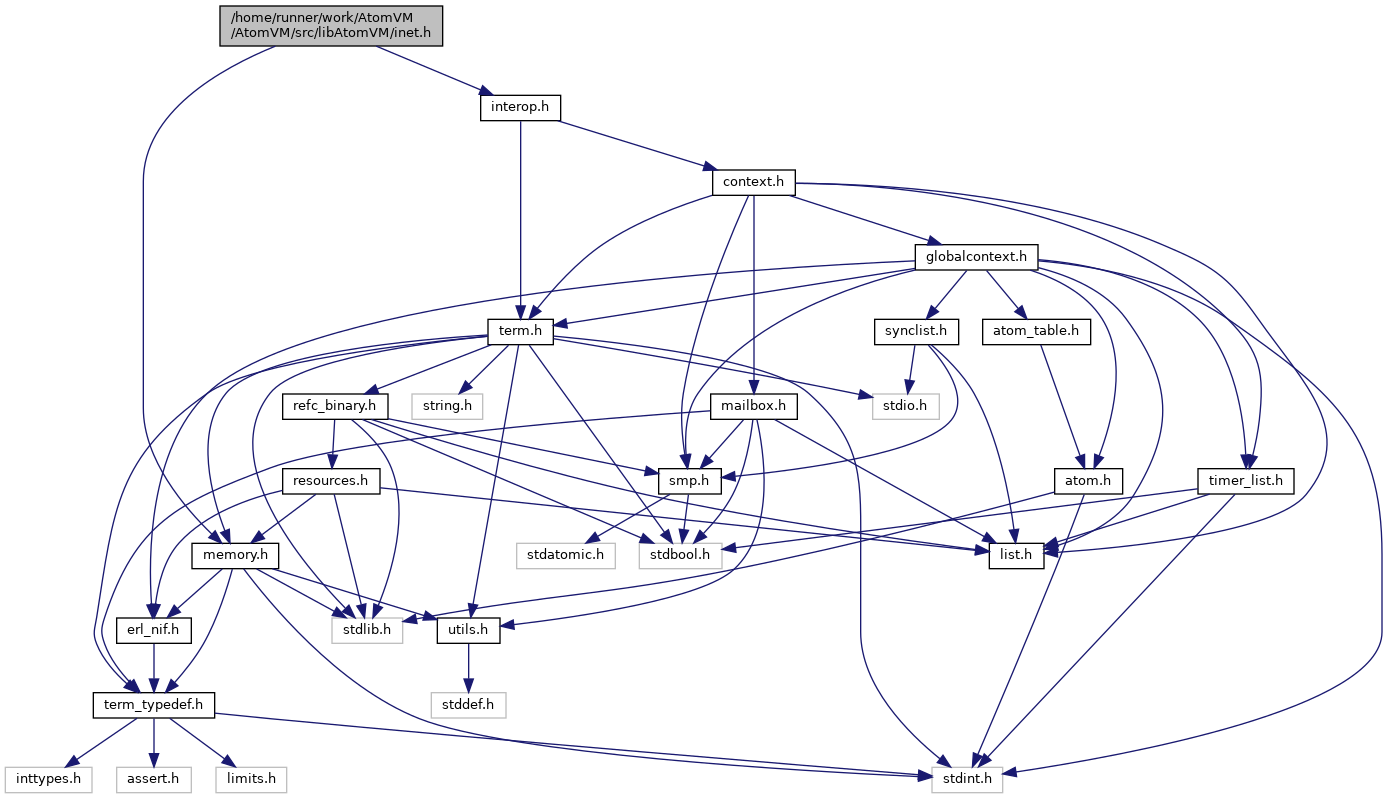 /home/runner/work/AtomVM
/AtomVM/src/libAtomVM/inet.h
interop.h
context.h
globalcontext.h
term.h
synclist.h
atom_table.h
refc_binary.h
string.h
mailbox.h
stdio.h
resources.h
smp.h
atom.h
timer_list.h
memory.h
stdatomic.h
stdbool.h
list.h
erl_nif.h
stdlib.h
utils.h
term_typedef.h
stddef.h
inttypes.h
assert.h
limits.h
stdint.h